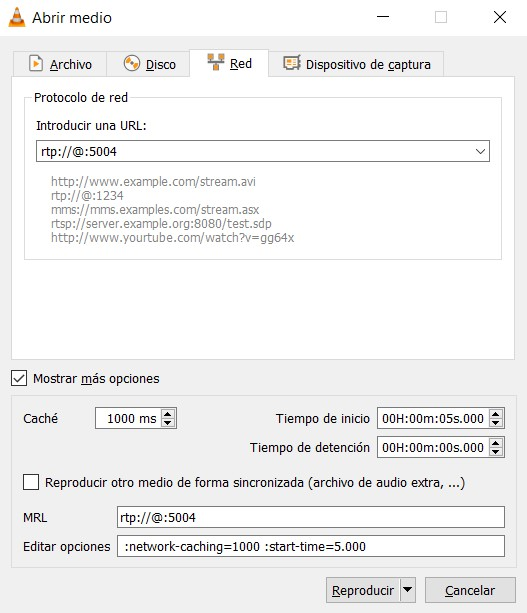 Abrir medio
Archivo
Disco
Red
Dispositivo de captura
Protocolo de red
Introducir una URL:
rtp://@:5004
http://www.example.com/stream.avi
rtp://@:1234
mms://mms.examples.com/stream.asx
rtsp://server.example.org:8080/test.sdp
http://www.yourtube.com/watch?v=gg64x
Mostrar más opciones
Caché
1000 ms
Tiempo de inicio
00H:00m:05s.000
Tiempo de detención
00H:00m:00s.000
Reproducir otro medio de forma sincronizada (archivo de audio extra, ...)
MRL
rtp://@:5004
Editar opciones
:network-caching=1000 :start-time=5.000
Reproducir
Cancelar